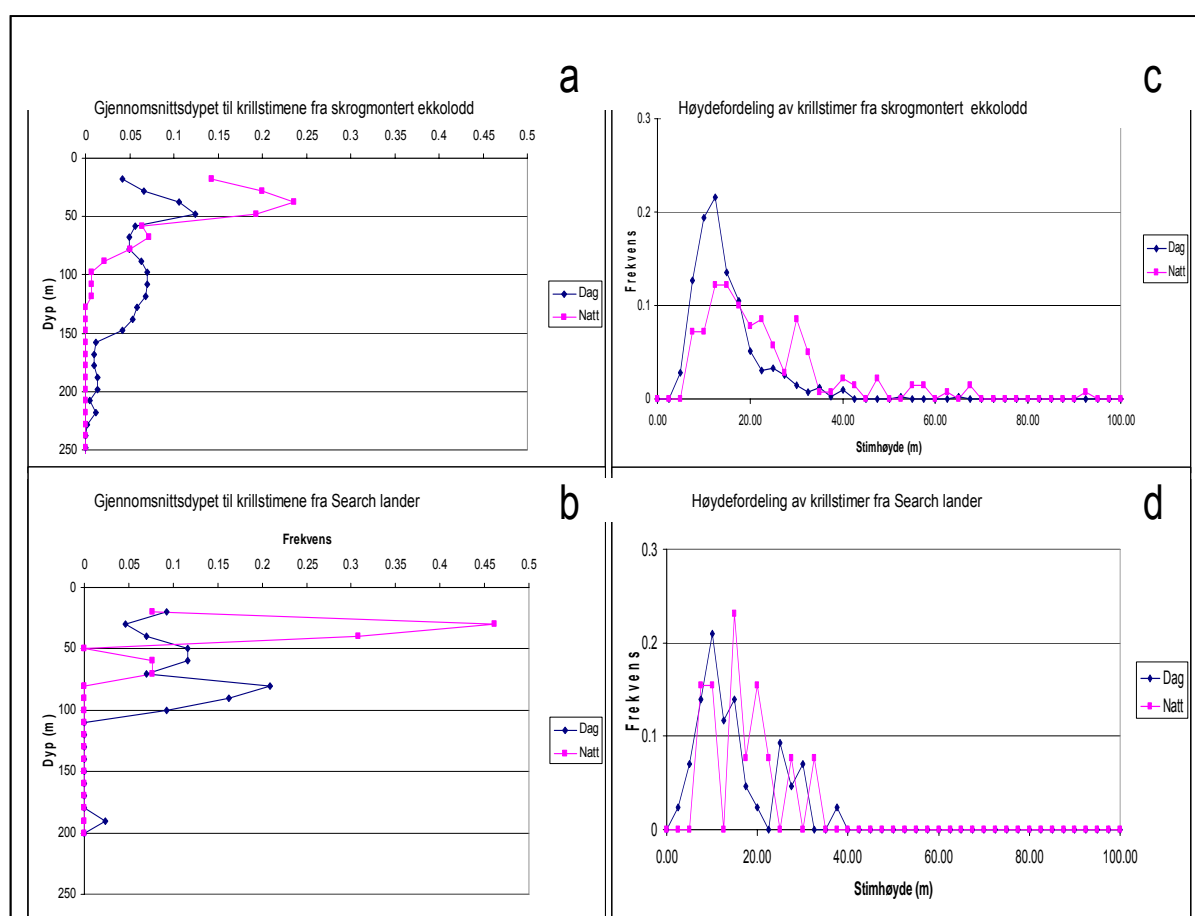 a
Gjennomsnittsdypet til krillstimene fra skrogmontert ekkolodd
0 0.05 0.1 0.15 0.2 0.25 0.3 0.35 0.4 0.45 0.5
0
50
100
150
200
250
Dyp (m)
Dag
Natt
c
Høydefordeling av krillstimer fra skrogmontert ekkolodd
0.3
0.2
0.1
0
Frekvens
Dag
Natt
0.00 20.00 40.00 60.00 80.00 100.00
Stimhøyde (m)
b
Gjennomsnittsdypet til krillstimene fra Search lander
Frekvens
0 0.05 0.1 0.15 0.2 0.25 0.3 0.35 0.4 0.45 0.5
0
50
100
150
200
250
Dyp (m)
Dag
Natt
d
Høydefordeling av krillstimer fra Search lander
0.3
0.2
0.1
0
Frekvens
Dag
Natt
0.00 20.00 40.00 60.00 80.00 100.00
Stimhøyde (m)